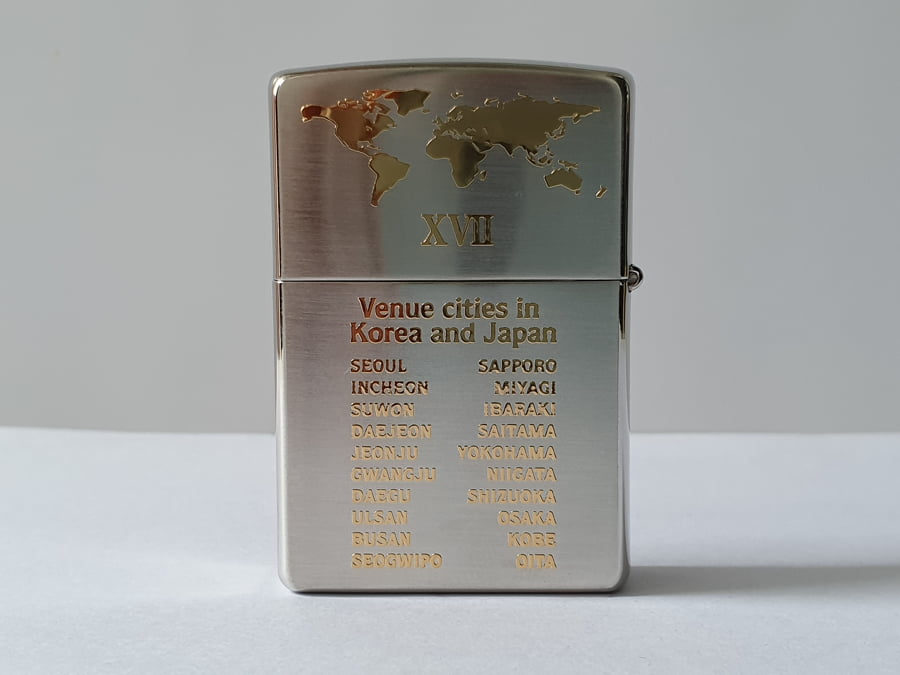 XVII
Venue cities in
Korea and Japan
SEOUL SAPPORO
INCHEON MIYAGI
SUWON IBARAKI
DAEJEON SAITAMA
JEONJU YOKOHAMA
GWANGJU NIIGATA
DAEGU SHIZUOKA
ULSAN OSAKA
BUSAN KOBE
SEOGWIPO OITA